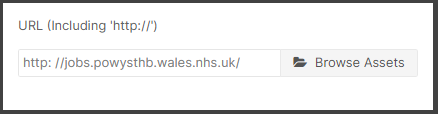 URL (Including 'http://')
http: //jobs.powysthb.wales.nhs.uk/ Browse Assets